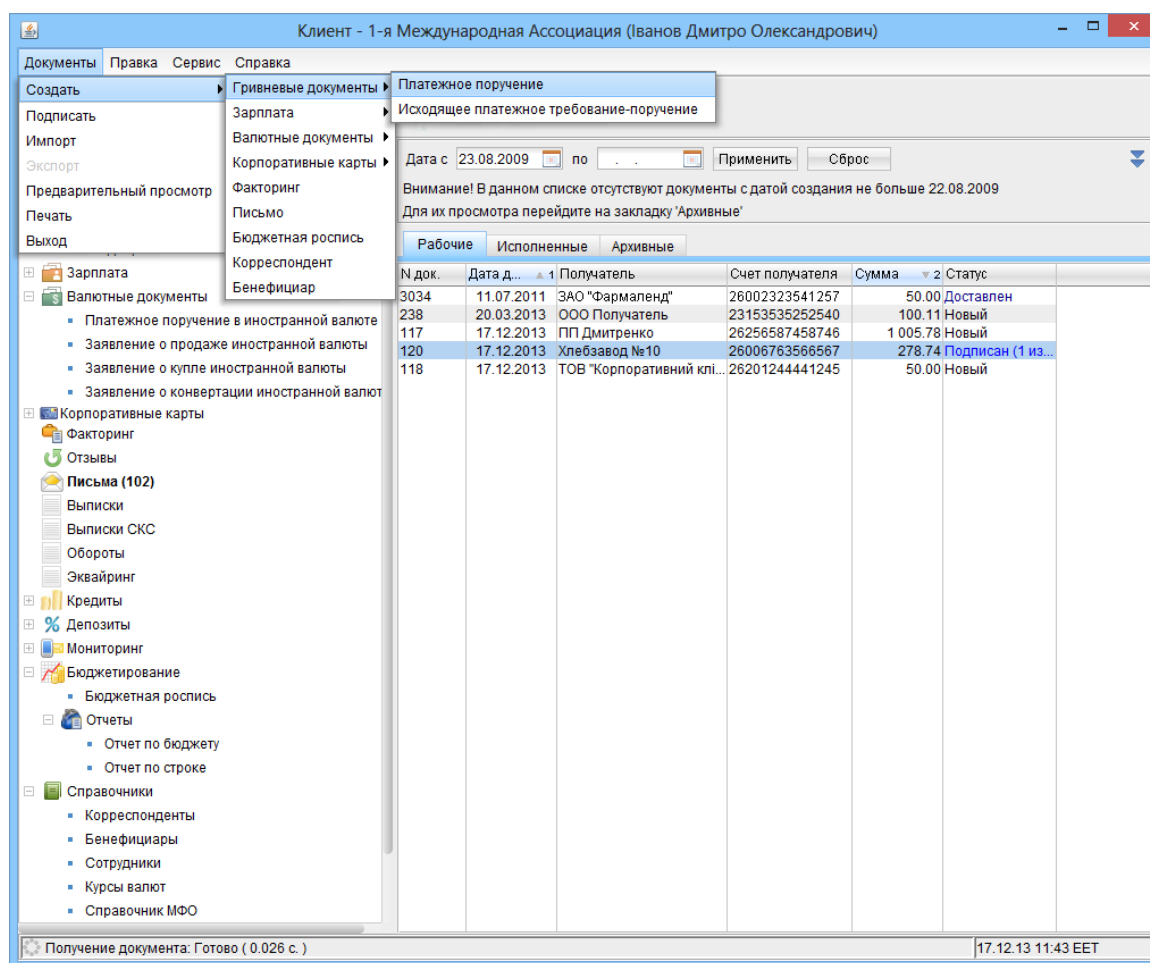 Клиент - 1-я Международная Ассоциация (Іванов Дмитро Олександрович)
Документы Правка Сервис Справка
Создать
Подписать
Импорт
Экспорт
Предварительный просмотр
Печать
Выход
Гривневые документы
Зарплата
Валютные документы
Корпоративные карты
Факторинг
Письмо
Бюджетная роспись
Корреспондент
Бенефициар
Платежное поручение
Исходящее платежное требование-поручение
Дата с 23.08.2009 по . . Применить Сброс
Внимание! В данном списке отсутствуют документы с датой создания не больше 22.08.2009
Для их просмотра перейдите на закладку 'Архивные'
Рабочие Исполненные Архивные
N док. Дата д... 1 Получатель Счет получателя Сумма 2 Статус
3034 11.07.2011 ЗАО "Фармаленд" 26002323541257 50.00 Доставлен
238 20.03.2013 ООО Получатель 23153535252540 100.11 Новый
117 17.12.2013 ПП Дмитренко 26256587458746 1 005.78 Новый
120 17.12.2013 Хлебзавод №10 26006763566567 278.74 Подписан (1 из...
118 17.12.2013 ТОВ "Корпоративний клі... 26201244441245 50.00 Новый
Зарплата
Валютные документы
Платежное поручение в иностранной валюте
Заявление о продаже иностранной валюты
Заявление о купле иностранной валюты
Заявление о конвертации иностранной валют
Корпоративные карты
Факторинг
Отзывы
Письма (102)
Выписки
Выписки СКС
Обороты
Эквайринг
Кредиты
Депозиты
Мониторинг
Бюджетирование
Бюджетная роспись
Отчеты
Отчет по бюджету
Отчет по строке
Справочники
Корреспонденты
Бенефициары
Сотрудники
Курсы валют
Справочник МФО
Получение документа: Готово ( 0.026 с. ) 17.12.13 11:43 EET